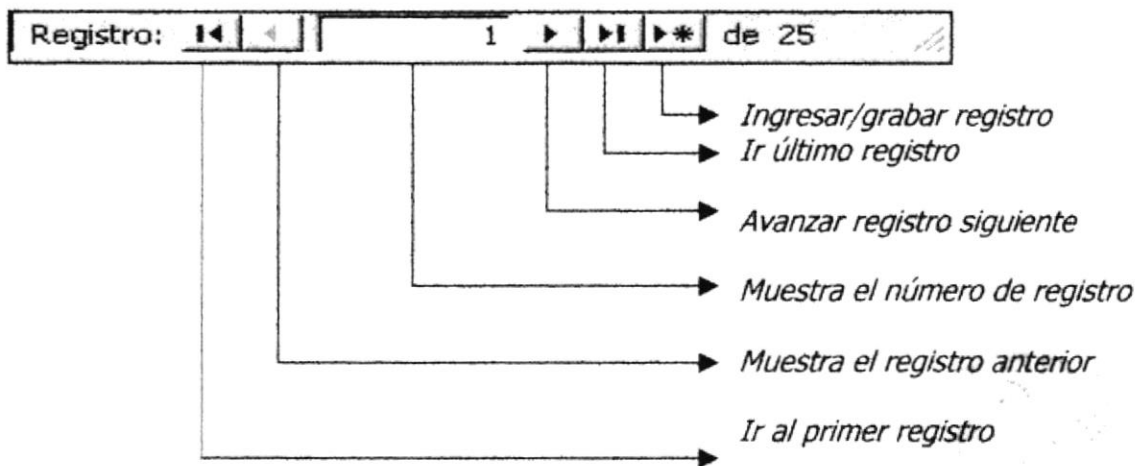 Registro: 1 de 25
Ingresar/grabar registro
Ir último registro
Avanzar registro siguiente
Muestra el número de registro
Muestra el registro anterior
Ir al primer registro